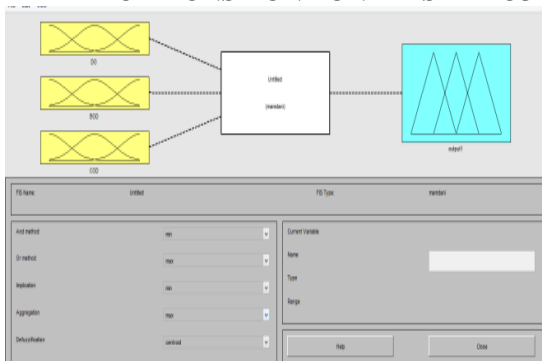 DO
Untitled
(mamdani)
BOD
output1
COD
FIS Name: Untitled FIS Type: mamdani
And method min
Or method max
Implication min
Aggregation max
Defuzzification centroid
Current Variable
Name
Type
Range
Help Close